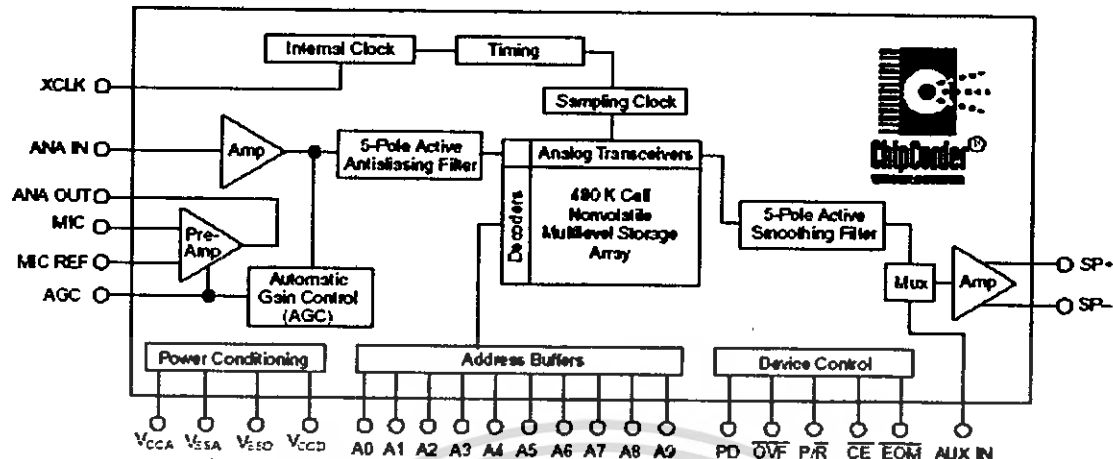 Internal Clock
Timing
XCLK
Sampling Clock
ChipCorder®
ANA IN
Amp
5-Pole Active
Antialiasing Filter
Analog Transceivers
ANA OUT
MIC
Pre-
Amp
Decoders
480 K Cell
Nonvolatile
Multilevel Storage
Array
5-Pole Active
Smoothing Filter
MIC REF
AGC
Automatic
Gain Control
(AGC)
Mux
Amp
SP+
SP–
Power Conditioning
Address Buffers
Device Control
VCCA VSSA VSSD VCCD A0 A1 A2 A3 A4 A5 A6 A7 A8 A9 PD OVF P/R CE EOM AUX IN